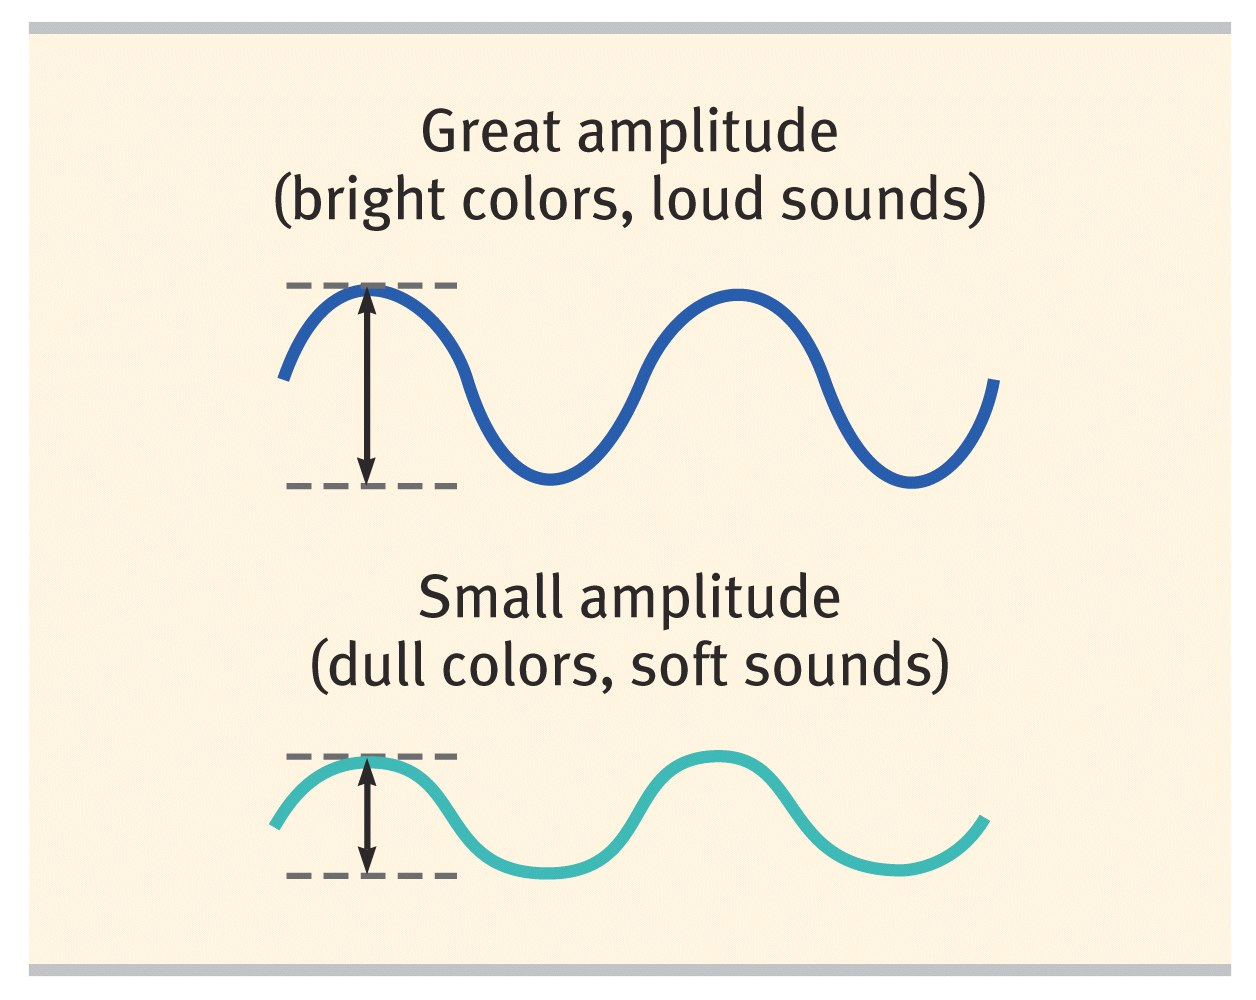 Great amplitude
(bright colors, loud sounds)
Small amplitude
(dull colors, soft sounds)